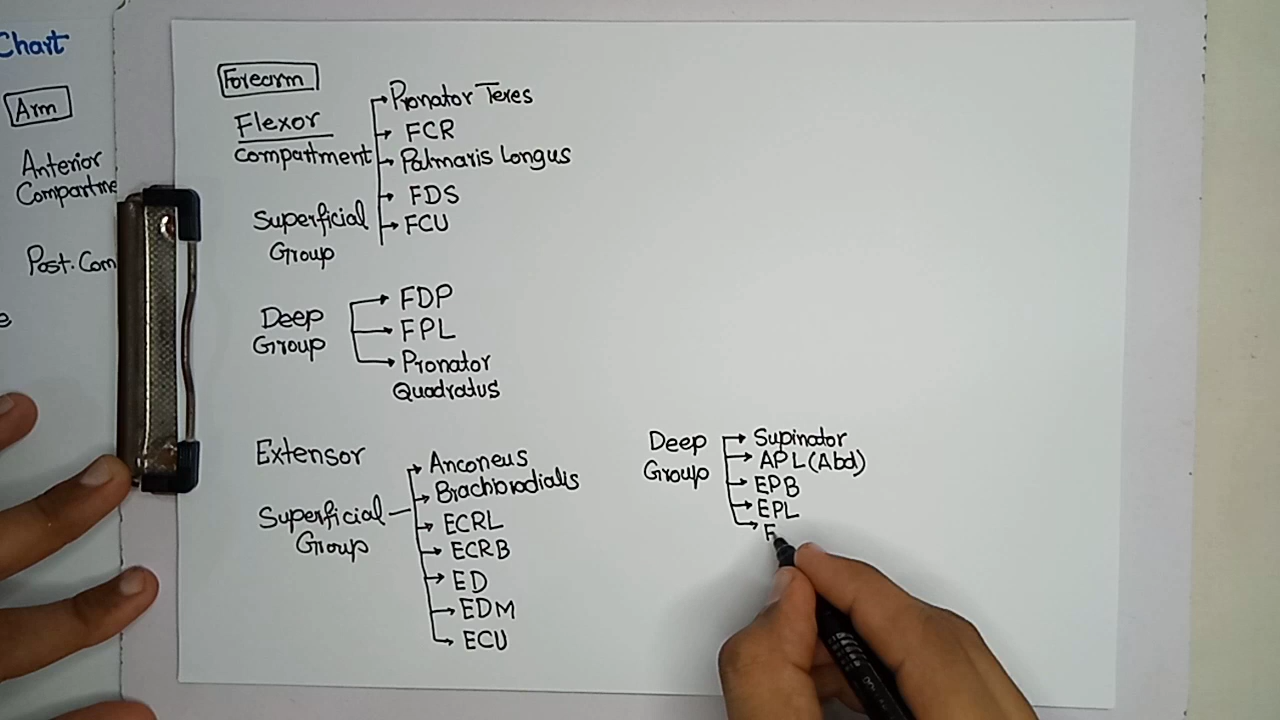 Chart
Arm
Anterior
Compartme
Post. Com
e
Forearm
Flexor
Compartment
Pronator Teres
FCR
Palmaris Longus
FDS
FCU
Superficial
Group
Deep
Group
FDP
FPL
Pronator
Quadratus
Extensor
Superficial
Group
Anconeus
Brachioradialis
ECRL
ECRB
ED
EDM
ECU
Deep
Group
Supinator
APL (Abd)
EPB
EPL